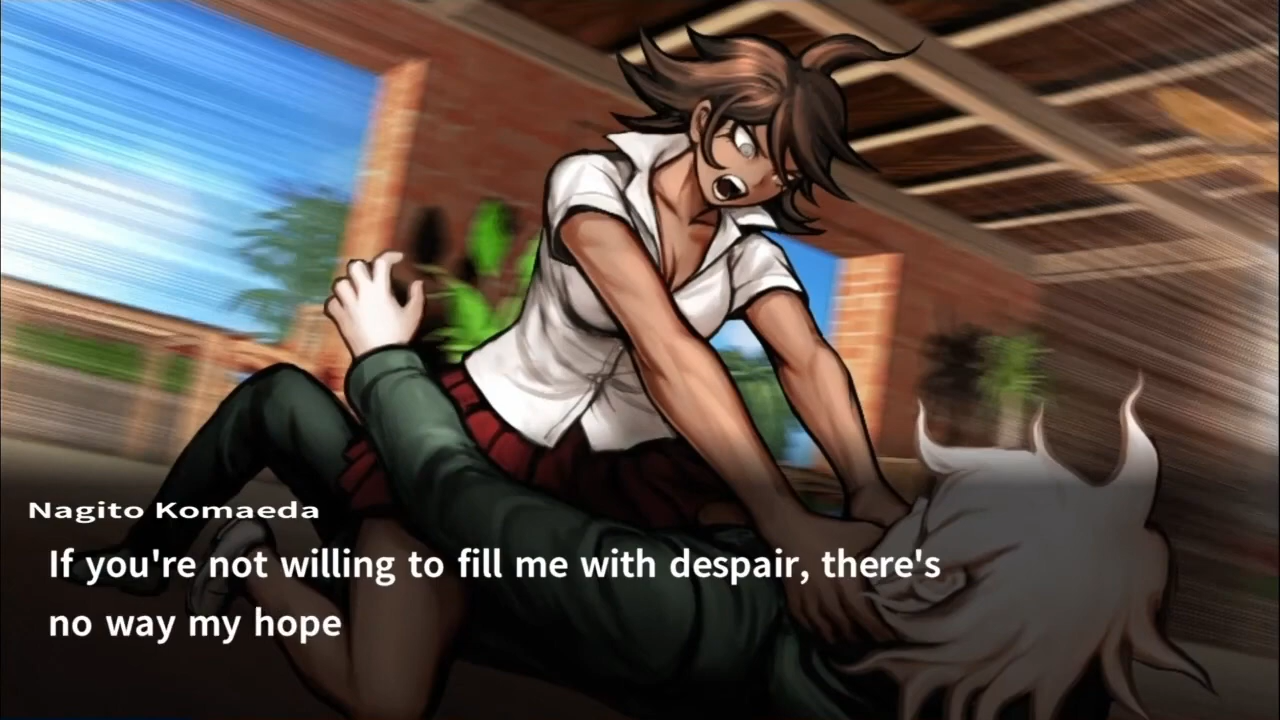 Nagito Komaeda
If you're not willing to fill me with despair, there's
no way my hope